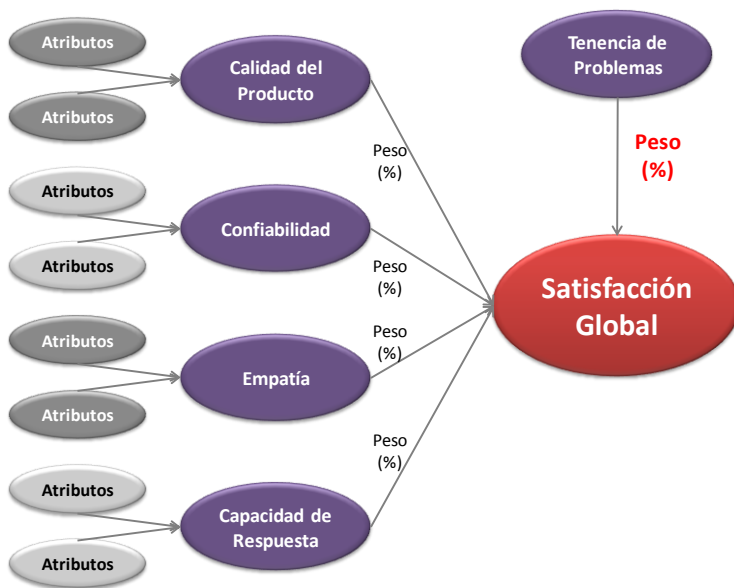 Atributos
Atributos
Calidad del
Producto
Peso
(%)
Atributos
Atributos
Confiabilidad
Peso
(%)
Atributos
Atributos
Empatía
Peso
(%)
Atributos
Atributos
Capacidad de
Respuesta
Peso
(%)
Tenencia de
Problemas
Peso
(%)
Satisfacción
Global